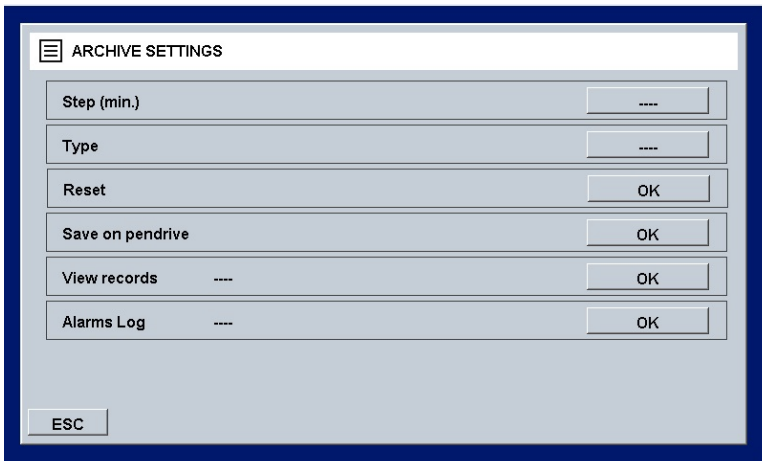 ARCHIVE SETTINGS
Step (min.) ----
Type ----
Reset OK
Save on pendrive OK
View records ---- OK
Alarms Log ---- OK
ESC